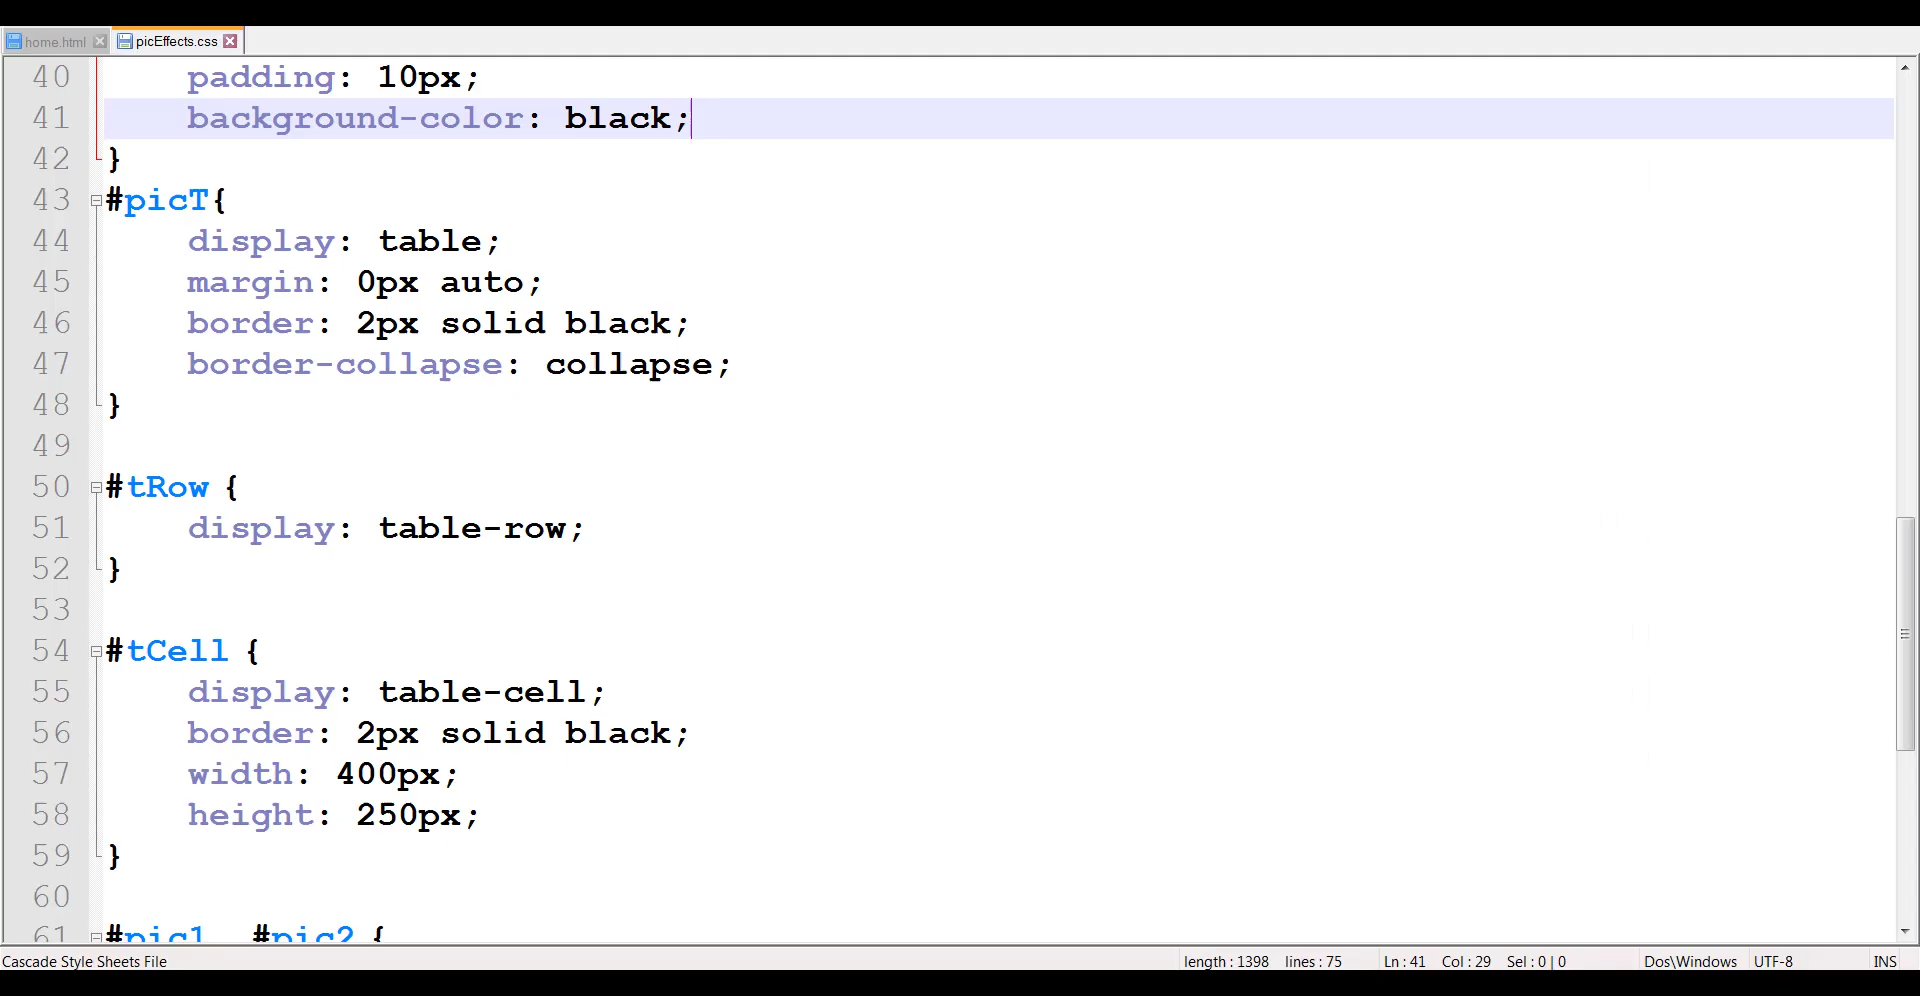 home.html picEffects.css
40 padding: 10px;
41 background-color: black;
42 }
43 #picT{
44 display: table;
45 margin: 0px auto;
46 border: 2px solid black;
47 border-collapse: collapse;
48 }
49
50 #tRow {
51 display: table-row;
52 }
53
54 #tCell {
55 display: table-cell;
56 border: 2px solid black;
57 width: 400px;
58 height: 250px;
59 }
60
61 #pic1, #pic2 {
Cascade Style Sheets File length : 1398 lines : 75 Ln : 41 Col : 29 Sel : 0 | 0 Dos\Windows UTF-8 INS